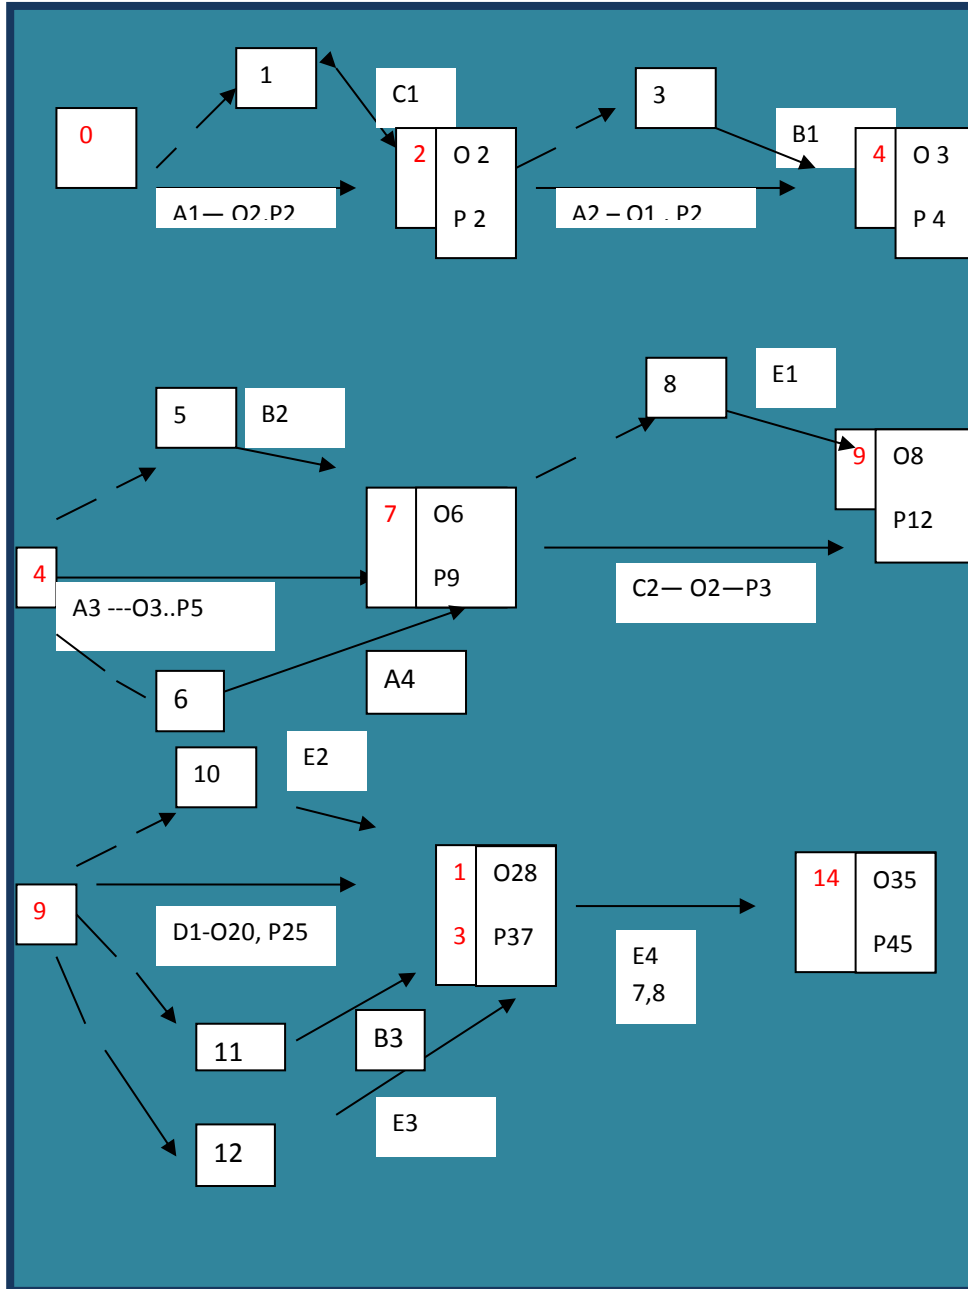 1
0
C1
3
B1
2
O 2
P 2
4
O 3
P 4
A1— O2.P2
A2 – O1 . P2
5
B2
8
E1
9
O8
P12
7
O6
P9
4
A3 ---O3..P5
C2— O2—P3
6
A4
10
E2
9
D1-O20, P25
1
3
O28
P37
14
O35
P45
E4
7,8
11
B3
12
E3